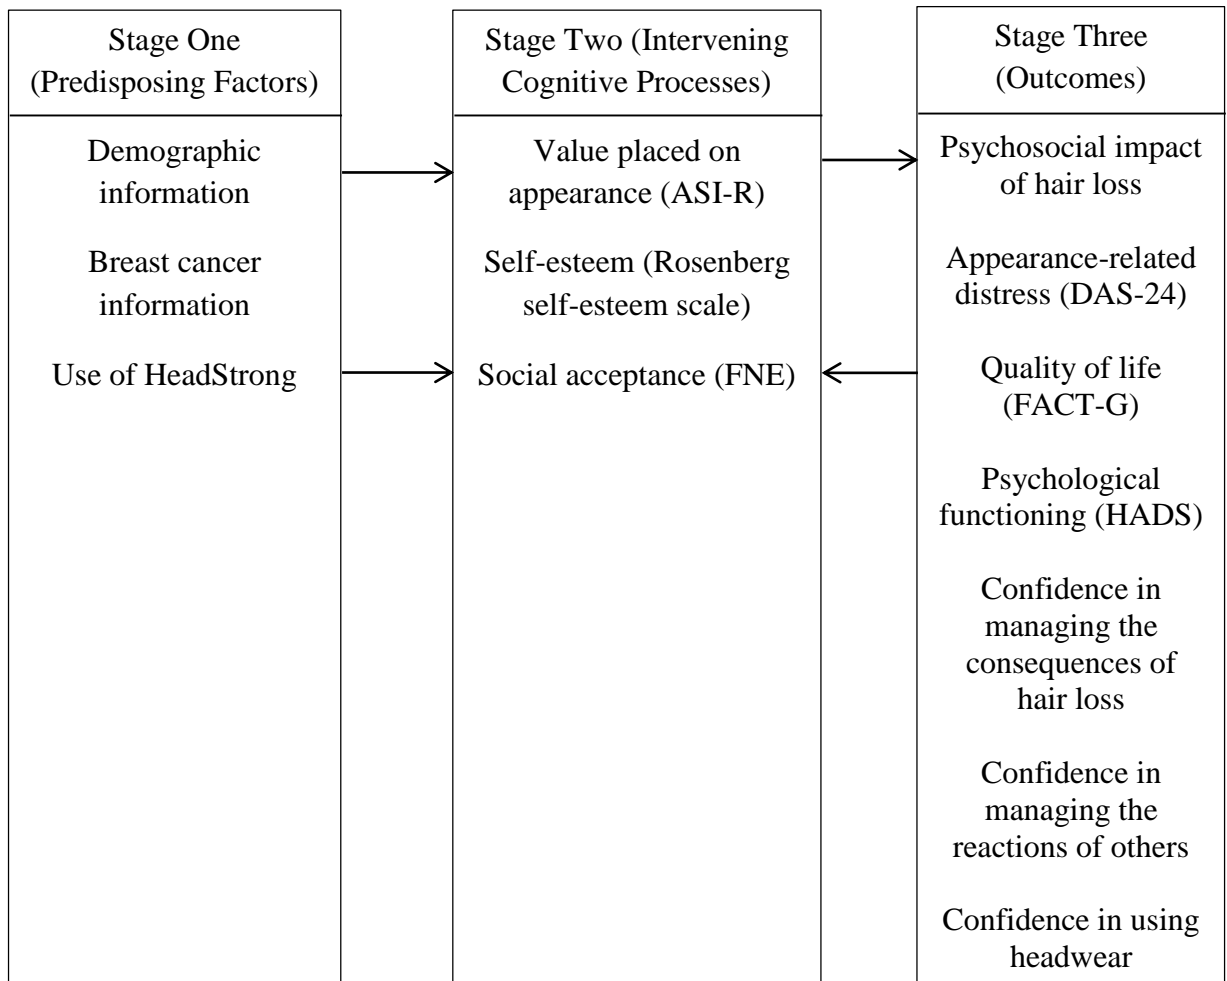 Stage One
(Predisposing Factors)
Demographic
information
Breast cancer
information
Use of HeadStrong
Stage Two (Intervening
Cognitive Processes)
Value placed on
appearance (ASI-R)
Self-esteem (Rosenberg
self-esteem scale)
Social acceptance (FNE)
Stage Three
(Outcomes)
Psychosocial impact
of hair loss
Appearance-related
distress (DAS-24)
Quality of life
(FACT-G)
Psychological
functioning (HADS)
Confidence in
managing the
consequences of
hair loss
Confidence in
managing the
reactions of others
Confidence in using
headwear